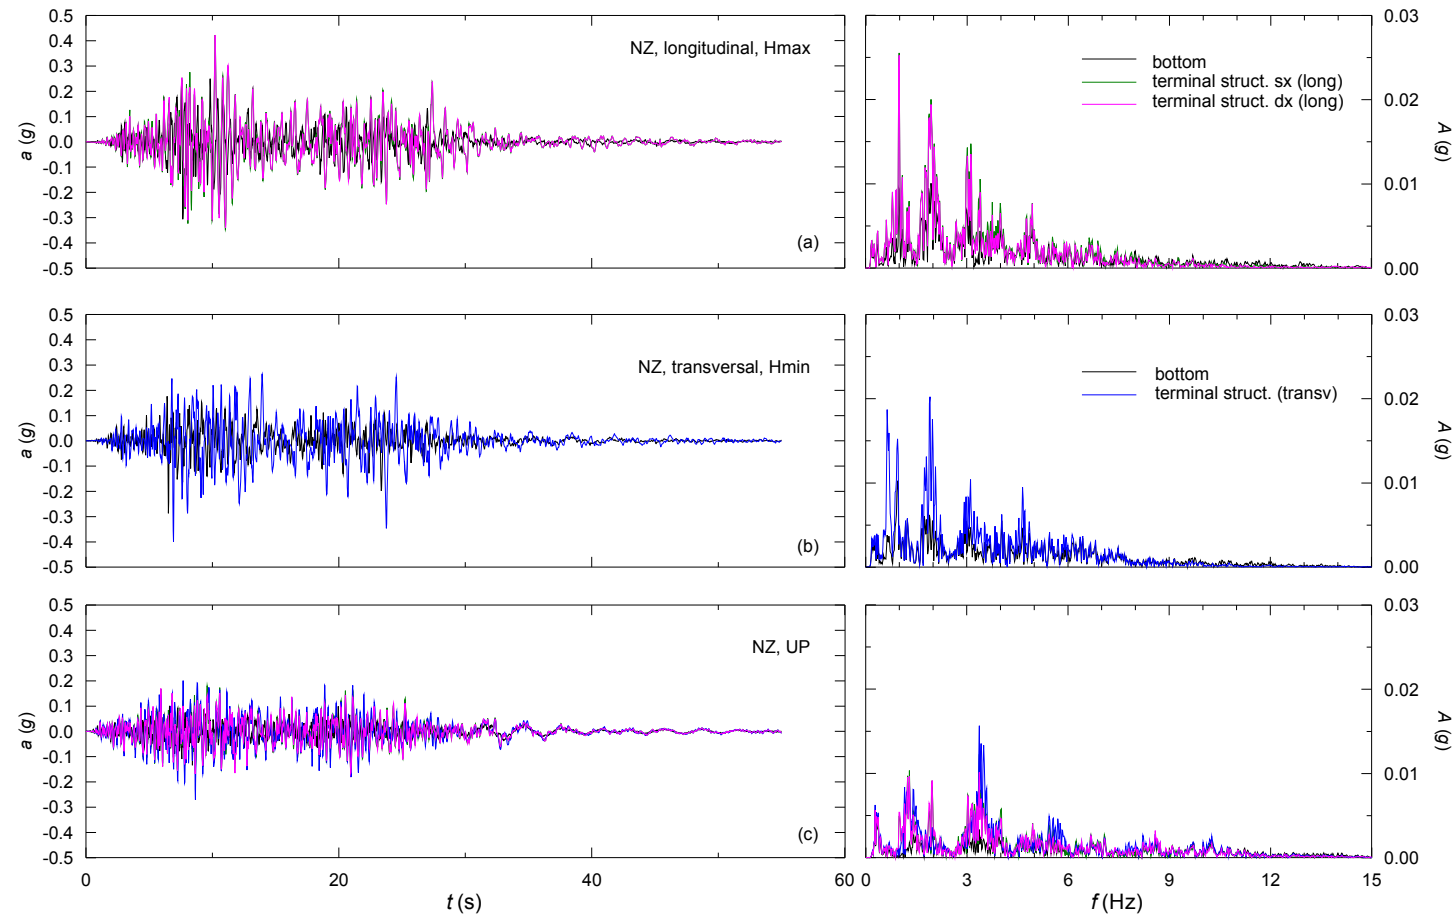 0.5
0.4
0.3
0.2
0.1
0.0
-0.1
-0.2
-0.3
-0.4
-0.5
a (g)
NZ, longitudinal, Hmax
(a)
bottom
terminal struct. sx (long)
terminal struct. dx (long)
0.03
0.02
0.01
0.00
A (g)
0.5
0.4
0.3
0.2
0.1
0.0
-0.1
-0.2
-0.3
-0.4
-0.5
a (g)
NZ, transversal, Hmin
(b)
bottom
terminal struct. (transv)
0.03
0.02
0.01
0.00
A (g)
0.5
0.4
0.3
0.2
0.1
0.0
-0.1
-0.2
-0.3
-0.4
-0.5
a (g)
NZ, UP
(c)
0.03
0.02
0.01
0.00
A (g)
0 20 40 60
t (s)
0 3 6 9 12 15
f (Hz)